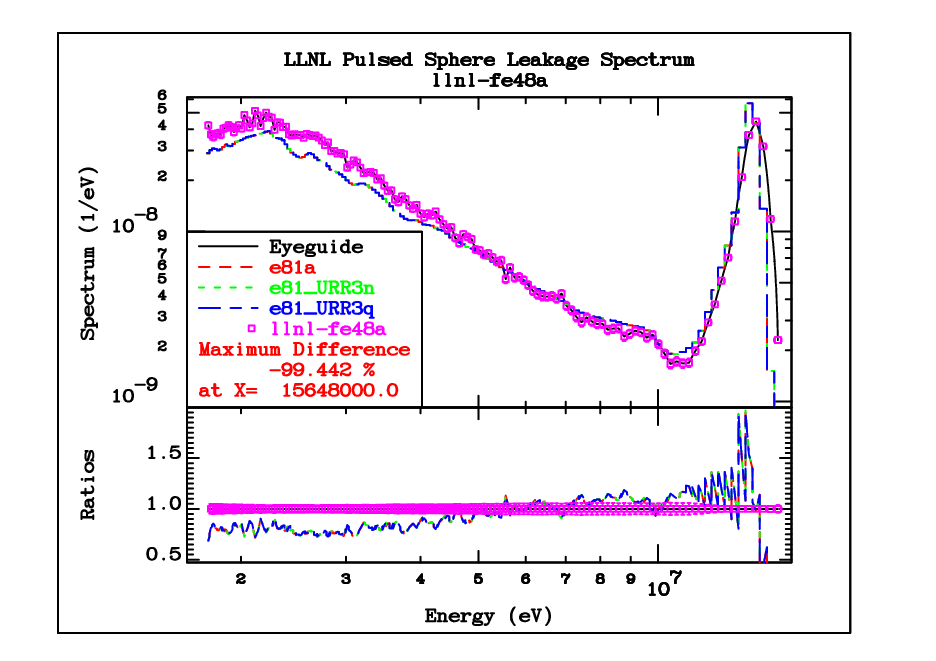 LLNL Pulsed Sphere Leakage Spectrum
llnl-fe48a
6
5
4
3
2
10-8
9
7
6
5
4
3
2
10-9
Spectrum (1/eV)
Eyeguide
e81a
e81_URR3n
e81_URR3q
llnl-fe48a
Maximum Difference
-99.442 %
at X= 15648000.0
Ratios
1.5
1.0
0.5
2 3 4 5 6 7 8 9 10^7
Energy (eV)